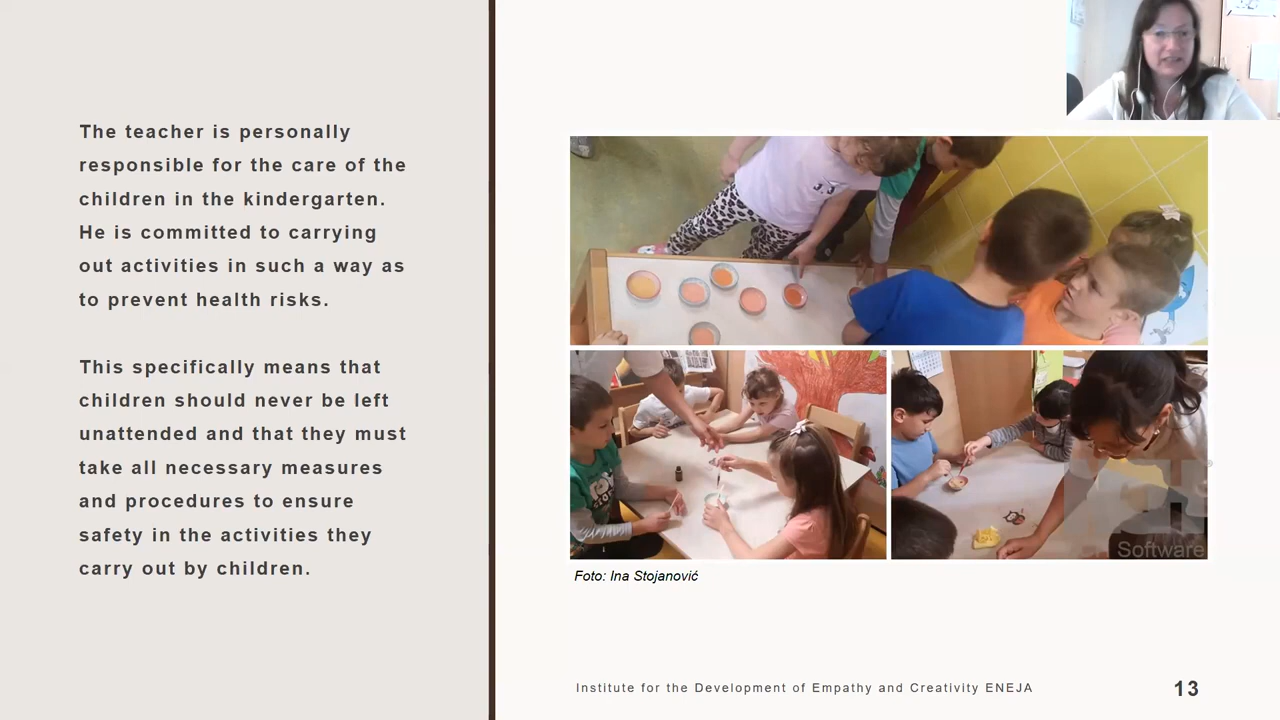 The teacher is personally
responsible for the care of the
children in the kindergarten.
He is committed to carrying
out activities in such a way as
to prevent health risks.
This specifically means that
children should never be left
unattended and that they must
take all necessary measures
and procedures to ensure
safety in the activities they
carry out by children.
Software
Foto: Ina Stojanović
Institute for the Development of Empathy and Creativity ENEJA
13